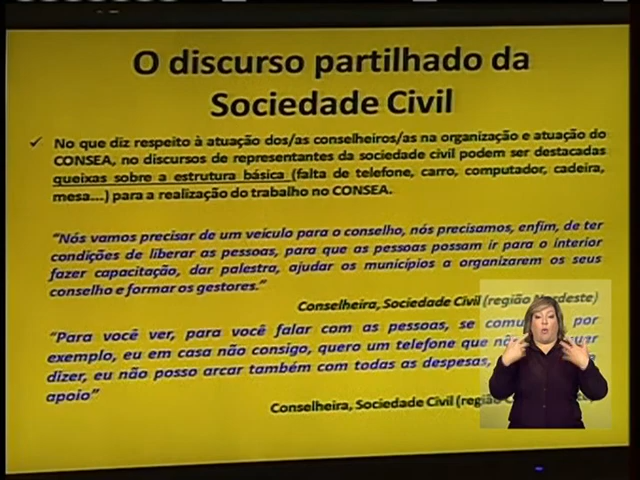 O discurso partilhado da
Sociedade Civil
✓ No que diz respeito à atuação dos/as conselheiros/as na organização e atuação do
CONSEA, no discursos de representantes da sociedade civil podem ser destacadas
queixas sobre a estrutura básica (falta de telefone, carro, computador, cadeira,
mesa...) para a realização do trabalho no CONSEA.
“Nós vamos precisar de um veículo para o conselho, nós precisamos, enfim, de ter
condições de liberar as pessoas, para que as pessoas possam ir para o interior
fazer capacitação, dar palestra, ajudar os municípios a organizarem os seus
conselho e formar os gestores.”
Conselheira, Sociedade Civil (região Nordeste)
“Para você ver, para você falar com as pessoas, se por
exemplo, eu em casa não consigo, quero um telefone que
dizer, eu não posso arcar também com todas as despesas,
apoio”
Conselheira, Sociedade Civil